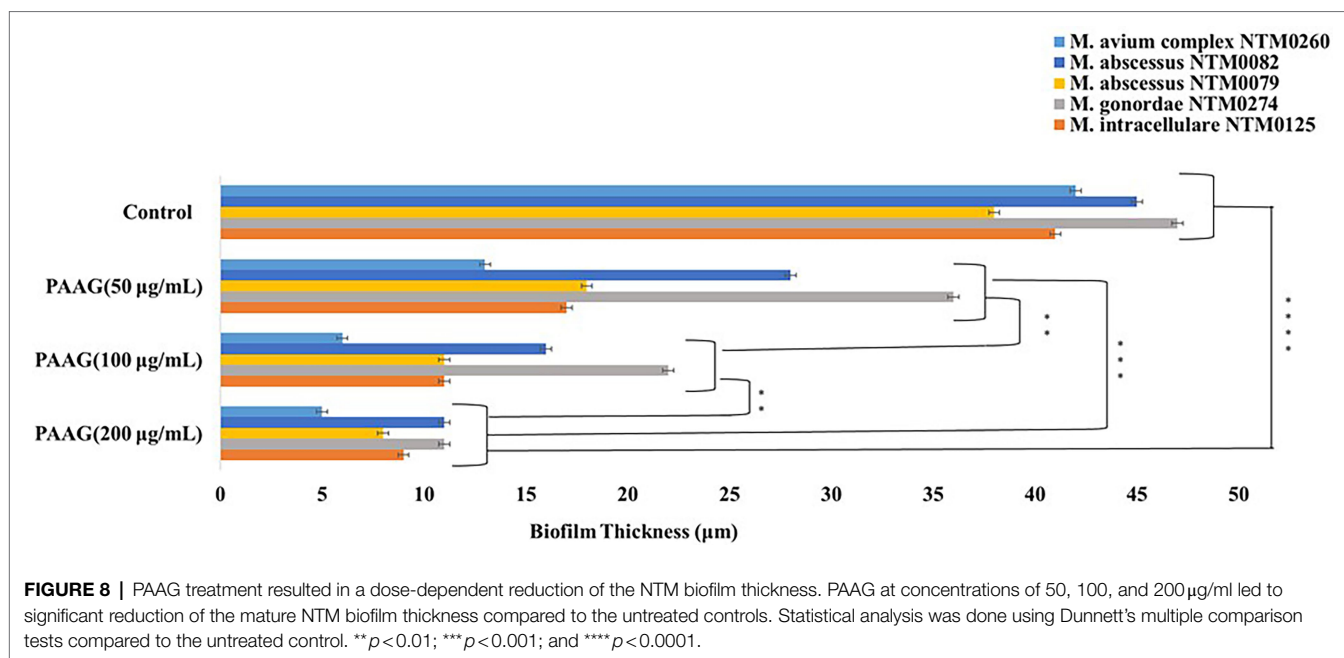 M. avium complex NTM0260
M. abscessus NTM0082
M. abscessus NTM0079
M. gonordae NTM0274
M. intracellulare NTM0125
Control
PAAG(50 µg/mL)
PAAG(100 µg/mL)
PAAG(200 µg/mL)
* *
* *
* * *
* * * *
0 5 10 15 20 25 30 35 40 45 50
Biofilm Thickness (µm)
FIGURE 8 | PAAG treatment resulted in a dose-dependent reduction of the NTM biofilm thickness. PAAG at concentrations of 50, 100, and 200 µg/ml led to
significant reduction of the mature NTM biofilm thickness compared to the untreated controls. Statistical analysis was done using Dunnett’s multiple comparison
tests compared to the untreated control. **p < 0.01; ***p < 0.001; and ****p < 0.0001.